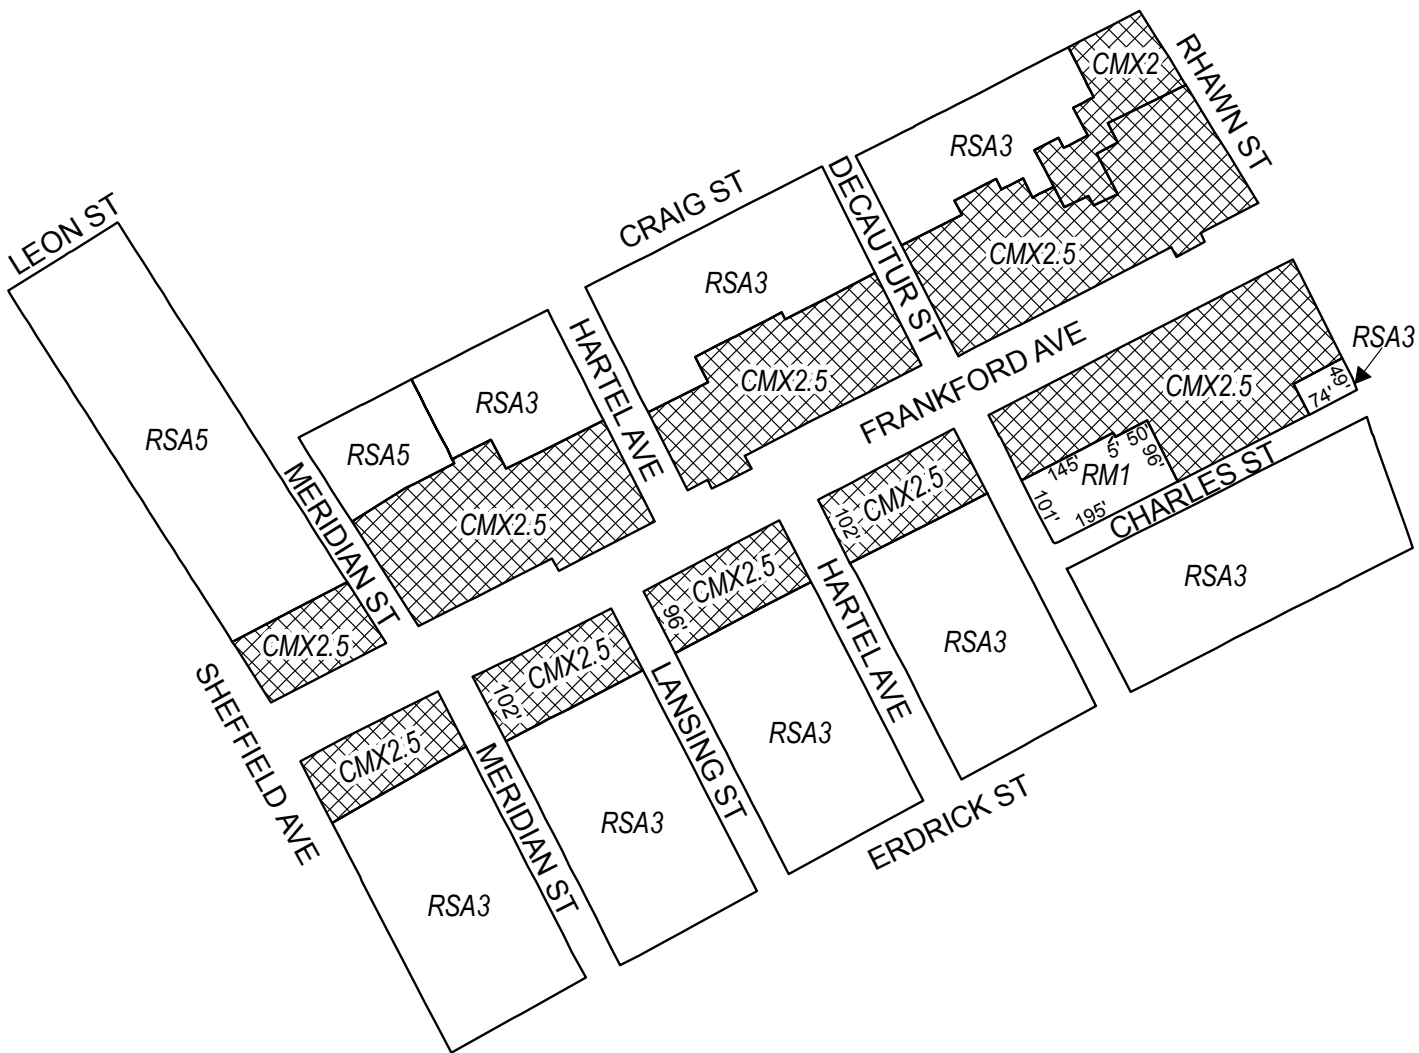 CMX2
RHAWN ST
RSA3
DECAUTUR ST
CRAIG ST
LEON ST
CMX2.5
RSA3
HARTEL AVE
CMX2.5
FRANKFORD AVE
RSA3
RSA3
RSA5
RSA5
CMX2.5
CMX2.5
49'
74'
145'
5'
50'
96'
RM1
101'
195'
CHARLES ST
RSA3
MERIDIAN ST
CMX2.5
CMX2.5
102'
HARTEL AVE
CMX2.5
96'
CMX2.5
102'
LANSING ST
RSA3
CMX2.5
SHEFFIELD AVE
CMX2.5
MERIDIAN ST
RSA3
RSA3
ERDRICK ST
RSA3